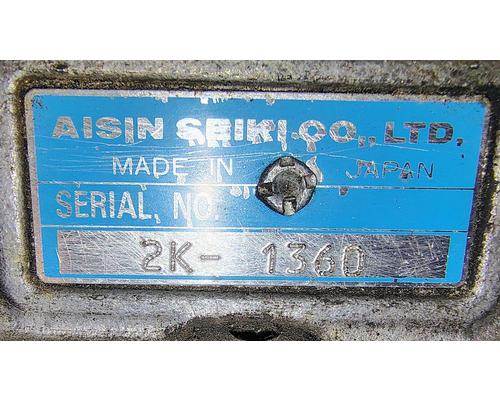 AISIN SEIKI CO., LTD.
MADE IN JAPAN
SERIAL NO.
2K- 1360